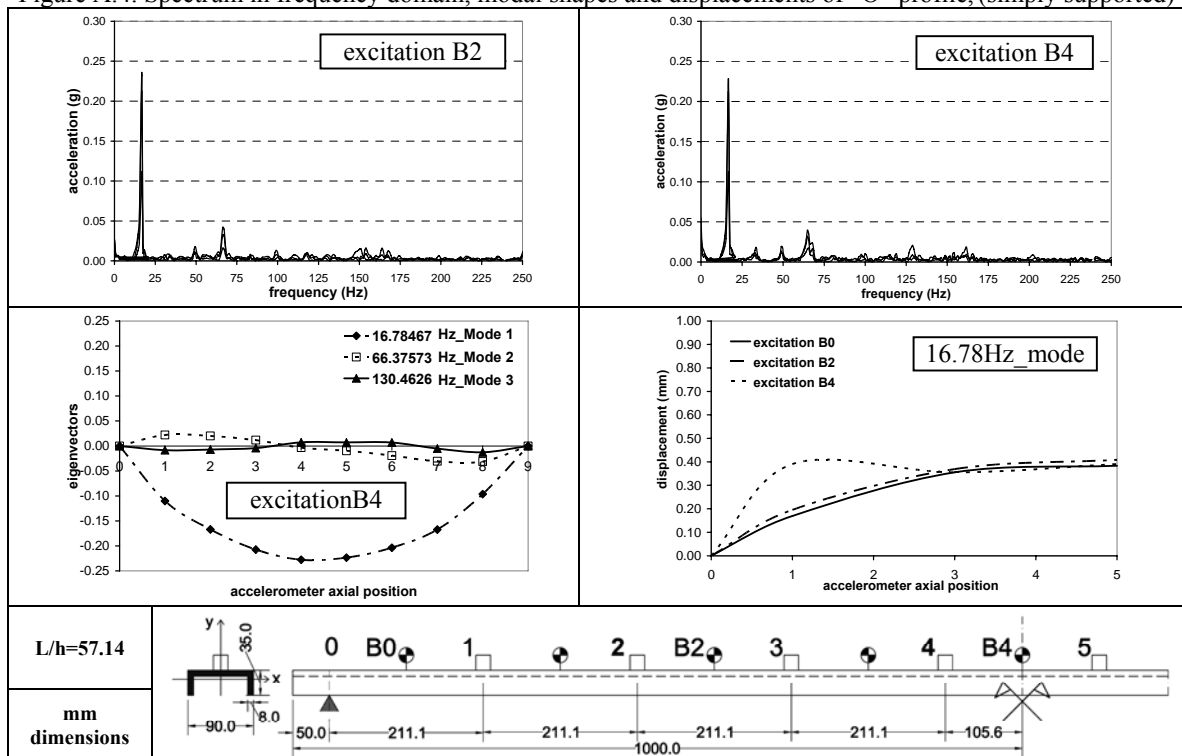 Spectrum in frequency domain, modal shapes and displacements of profile, (simply supported)
excitation B2
acceleration (g)
0.30
0.25
0.20
0.15
0.10
0.05
0.00
0 25 50 75 100 125 150 175 200 225 250
frequency (Hz)
excitation B4
acceleration (g)
0.30
0.25
0.20
0.15
0.10
0.05
0.00
0 25 50 75 100 125 150 175 200 225 250
frequency (Hz)
eigenvectors
0.25
0.20
0.15
0.10
0.05
0.00
-0.05
-0.10
-0.15
-0.20
-0.25
16.78467 Hz_Mode 1
66.37573 Hz_Mode 2
130.4626 Hz_Mode 3
0 1 2 3 4 5 6 7 8 9
excitationB4
accelerometer axial position
displacement (mm)
1.00
0.90
0.80
0.70
0.60
0.50
0.40
0.30
0.20
0.10
0.00
excitation B0
excitation B2
excitation B4
16.78Hz_mode
0 1 2 3 4 5
accelerometer axial position
L/h=57.14
mm
dimensions
y
x
35.0
8.0
90.0
0 B0 1 2 B2 3 4 B4 5
50.0 211.1 211.1 211.1 211.1 105.6
1000.0